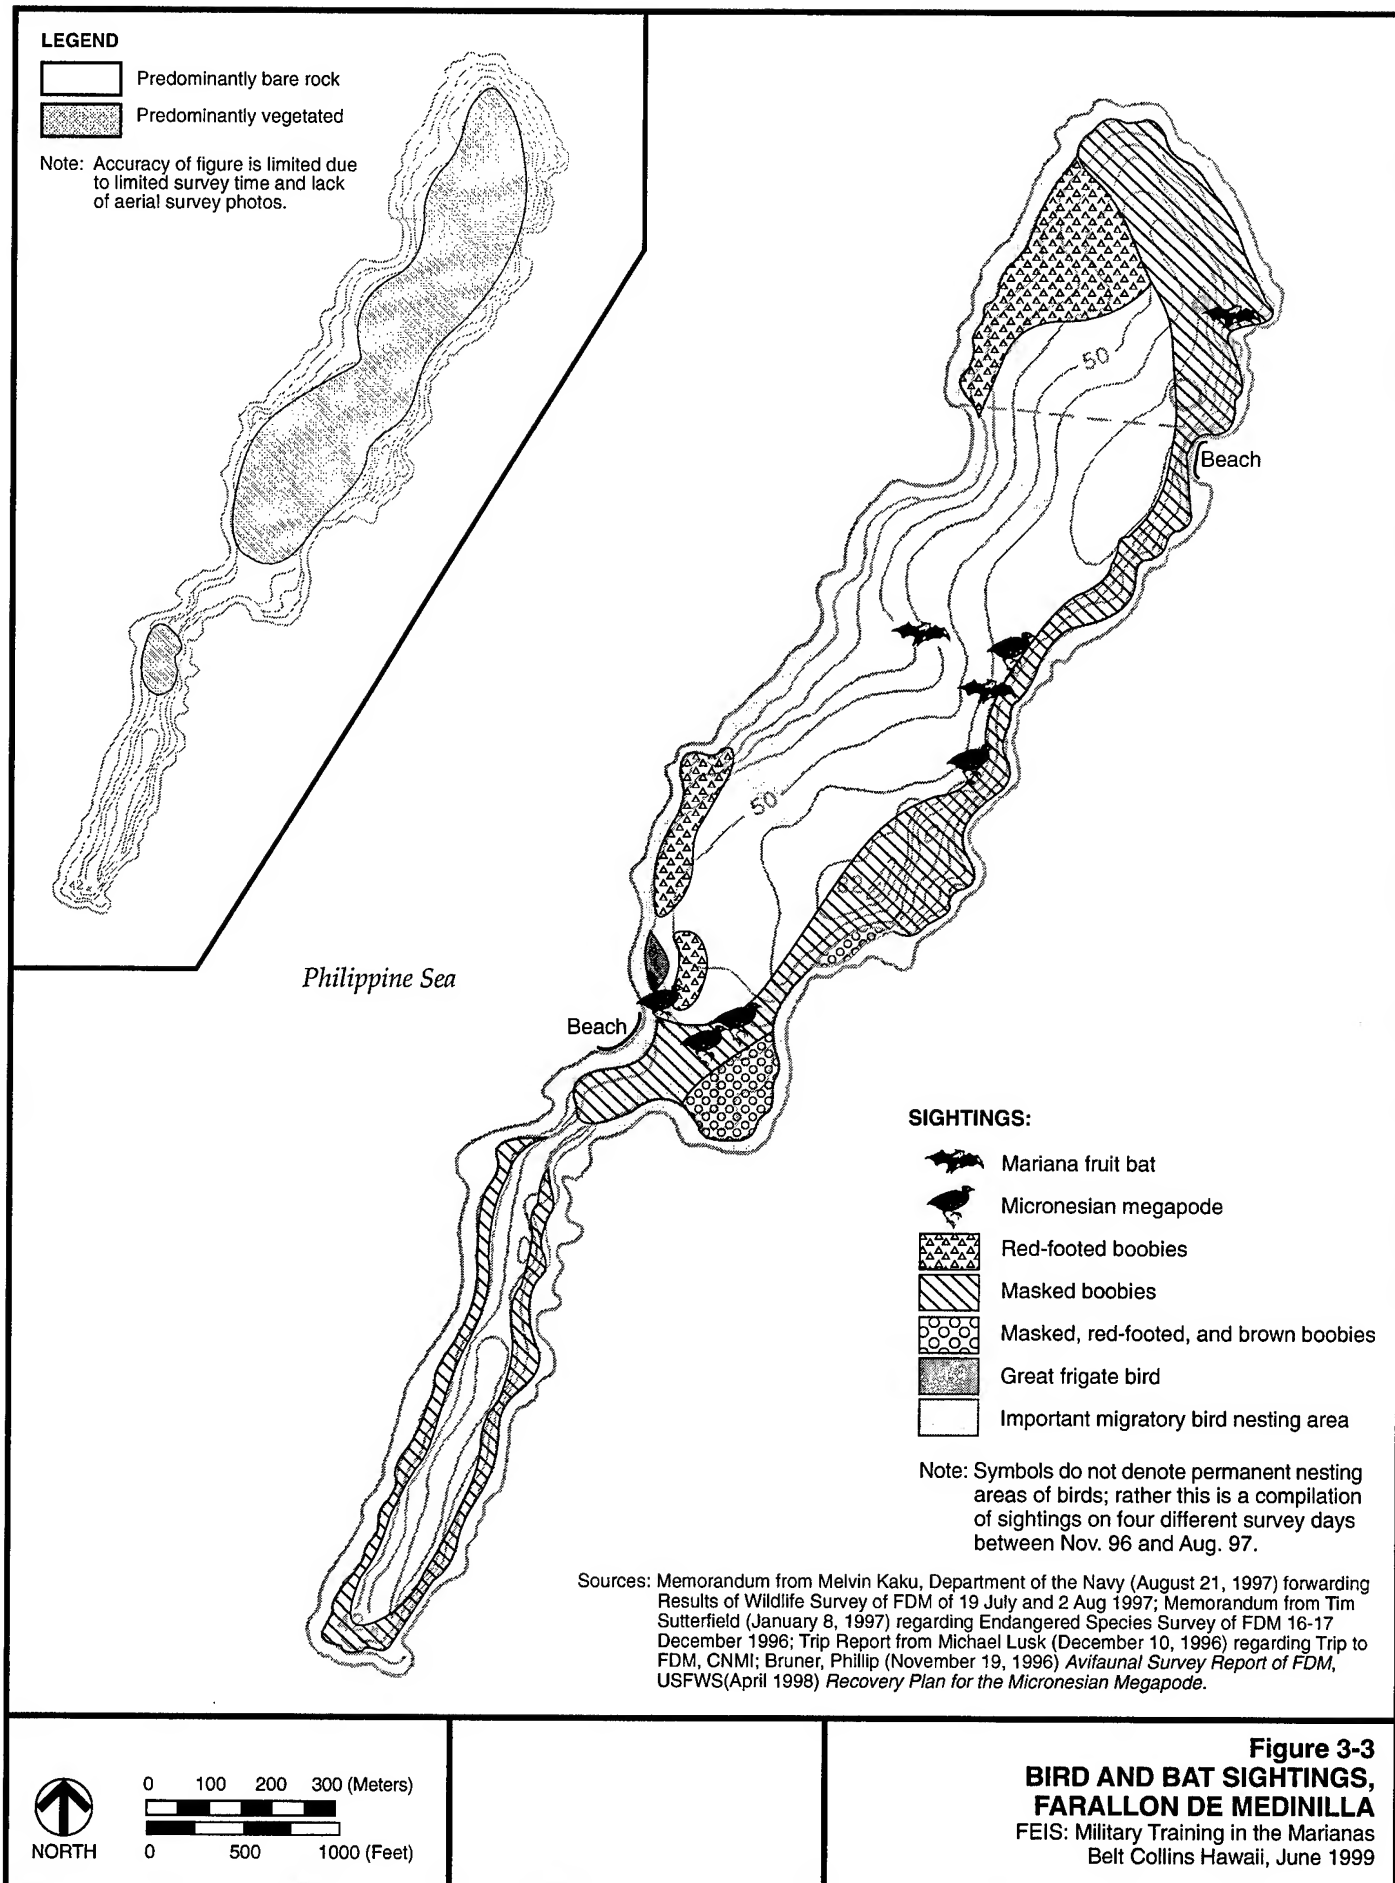 LEGEND
Predominantly bare rock
Predominantly vegetated
Note: Accuracy of figure is limited due
to limited survey time and lack
of aerial survey photos.
50
Beach
50
Philippine Sea
Beach
SIGHTINGS:
Mariana fruit bat
Micronesian megapode
Red-footed boobies
Masked boobies
Masked, red-footed, and brown boobies
Great frigate bird
Important migratory bird nesting area
Note: Symbols do not denote permanent nesting
areas of birds; rather this is a compilation
of sightings on four different survey days
between Nov. 96 and Aug. 97.
Sources: Memorandum from Melvin Kaku, Department of the Navy (August 21, 1997) forwarding
Results of Wildlife Survey of FDM of 19 July and 2 Aug 1997; Memorandum from Tim
Sutterfield (January 8, 1997) regarding Endangered Species Survey of FDM 16-17
December 1996; Trip Report from Michael Lusk (December 10, 1996) regarding Trip to
FDM, CNMI; Bruner, Phillip (November 19, 1996) Avifaunal Survey Report of FDM,
USFWS(April 1998) Recovery Plan for the Micronesian Megapode.
NORTH
0 100 200 300 (Meters)
0 500 1000 (Feet)
Figure 3-3
BIRD AND BAT SIGHTINGS,
FARALLON DE MEDINILLA
FEIS: Military Training in the Marianas
Belt Collins Hawaii, June 1999